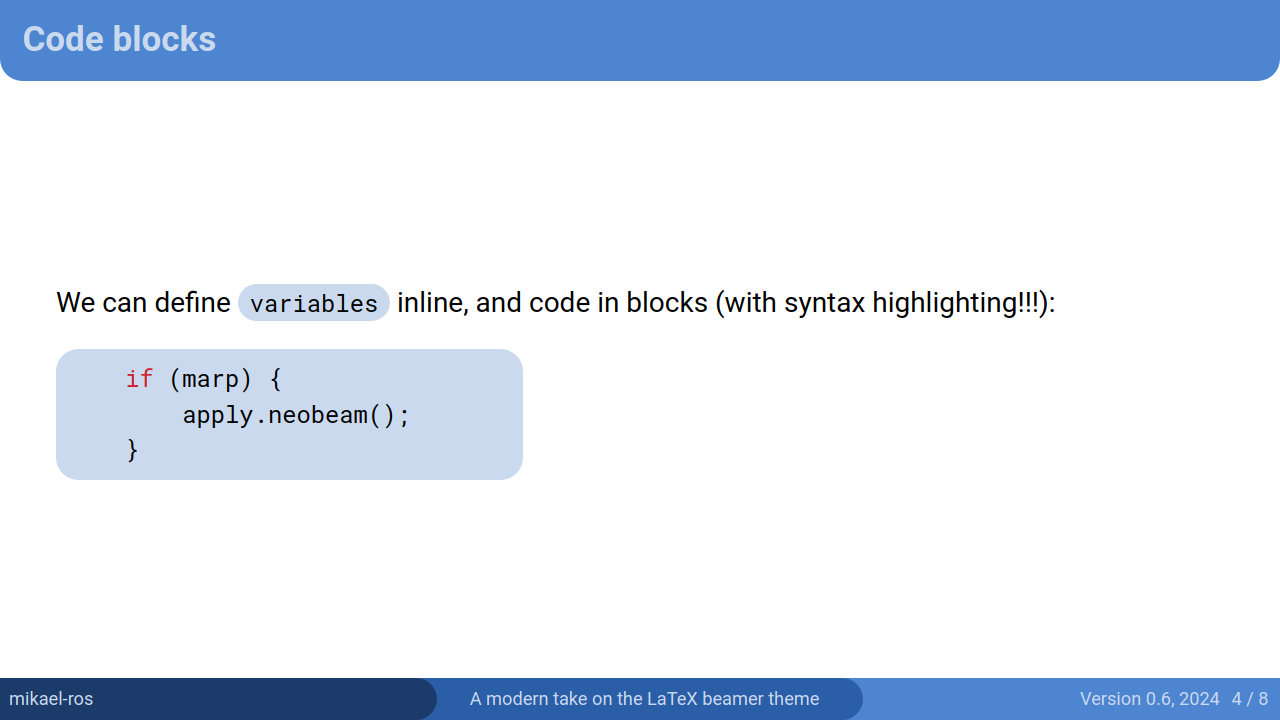 Code blocks
We can define variables inline, and code in blocks (with syntax highlighting!!!):
if (marp) {
    apply.neobeam();
}
mikael-ros
A modern take on the LaTeX beamer theme
Version 0.6, 2024 4 / 8